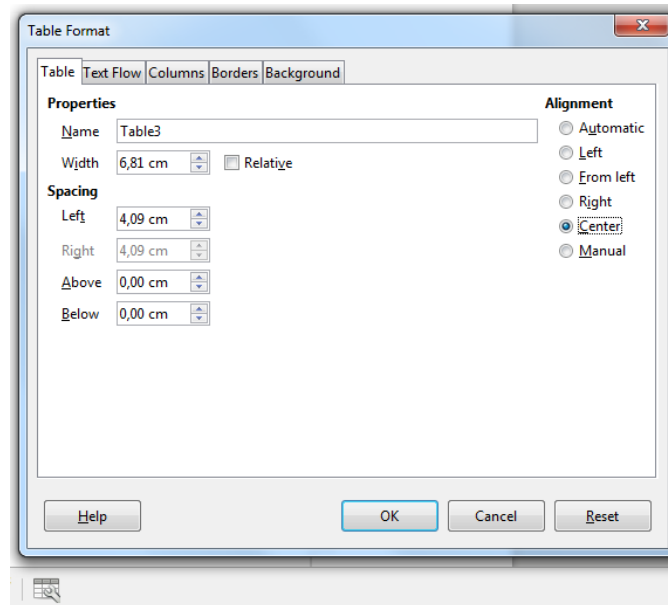 Table Format
Table Text Flow Columns Borders Background
Properties
Name Table3
Width 6,81 cm Relative
Spacing
Left 4,09 cm
Right 4,09 cm
Above 0,00 cm
Below 0,00 cm
Alignment
Automatic
Left
From left
Right
Center
Manual
Help OK Cancel Reset